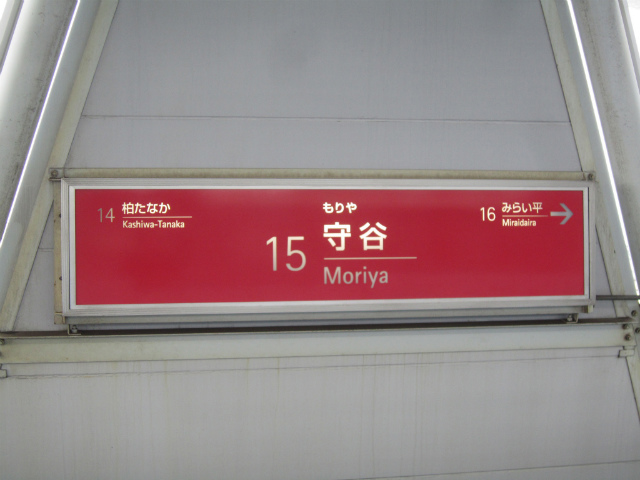 14 柏たなか
Kashiwa-Tanaka
もりや
15 守谷
Moriya
16 みらい平 →
Miraidaira